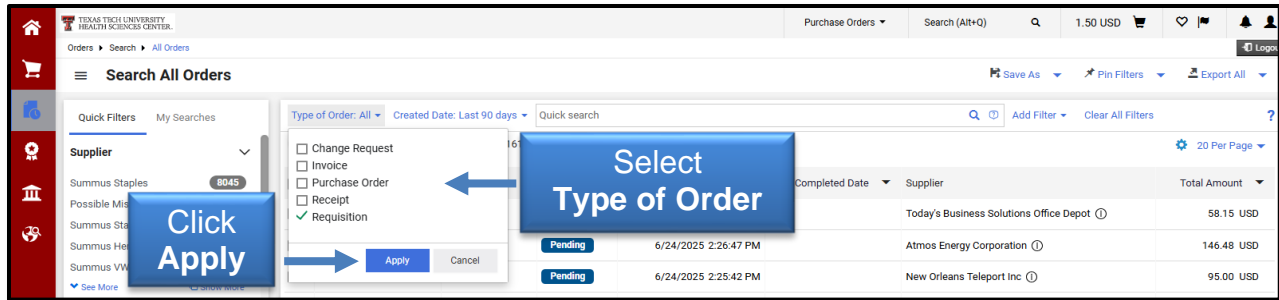 TEXAS TECH UNIVERSITY
HEALTH SCIENCES CENTER.
Purchase Orders
Search (Alt+Q)
1.50 USD
Orders Search All Orders
Logou
Search All Orders
Save As
Pin Filters
Export All
Quick Filters My Searches
Type of Order: All
Created Date: Last 90 days
Quick search
Add Filter
Clear All Filters
?
Supplier
Change Request
Invoice
Purchase Order
Receipt
Requisition
Apply
Cancel
20 Per Page
Select
Type of Order
Click
Apply
Completed Date
Supplier
Total Amount
Summus Staples 8045
Today's Business Solutions Office Depot
58.15 USD
Pending
6/24/2025 2:26:47 PM
Atmos Energy Corporation
146.48 USD
Pending
6/24/2025 2:25:42 PM
New Orleans Teleport Inc
95.00 USD
Possible Mis
Summus Sta
Summus He
Summus VW
See More
Show More